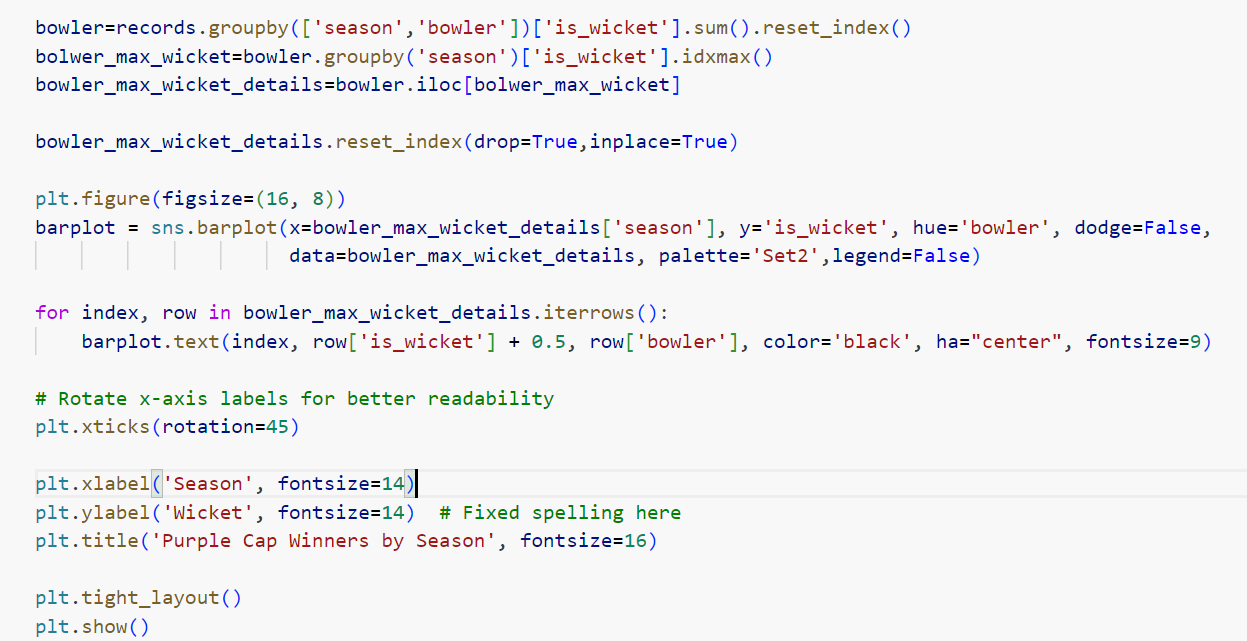 bowler=records.groupby(['season','bowler'])['is_wicket'].sum().reset_index()
bolwer_max_wicket=bowler.groupby('season')['is_wicket'].idxmax()
bowler_max_wicket_details=bowler.iloc[bolwer_max_wicket]

bowler_max_wicket_details.reset_index(drop=True,inplace=True)

plt.figure(figsize=(16, 8))
barplot = sns.barplot(x=bowler_max_wicket_details['season'], y='is_wicket', hue='bowler', dodge=False,
                      data=bowler_max_wicket_details, palette='Set2',legend=False)

for index, row in bowler_max_wicket_details.iterrows():
    barplot.text(index, row['is_wicket'] + 0.5, row['bowler'], color='black', ha="center", fontsize=9)

# Rotate x-axis labels for better readability
plt.xticks(rotation=45)

plt.xlabel('Season', fontsize=14)
plt.ylabel('Wicket', fontsize=14)  # Fixed spelling here
plt.title('Purple Cap Winners by Season', fontsize=16)

plt.tight_layout()
plt.show()